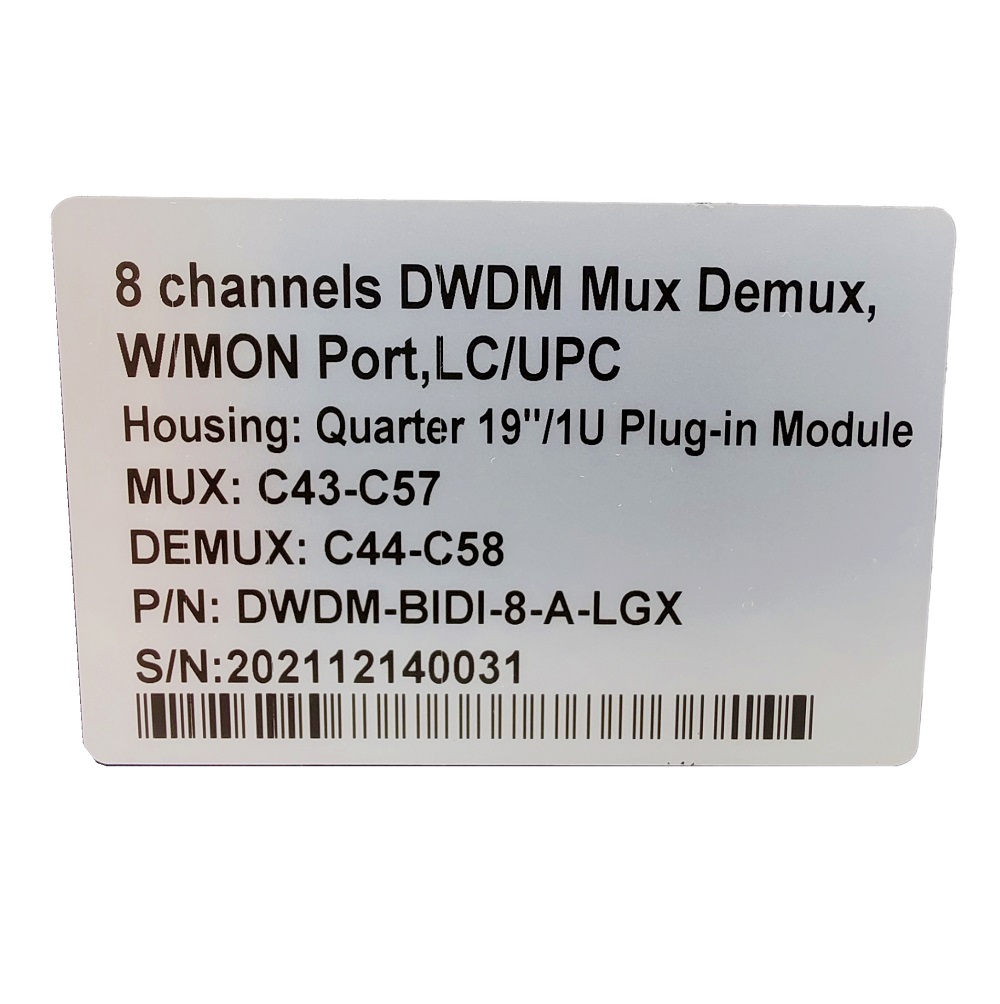 8 channels DWDM Mux Demux,
W/MON Port,LC/UPC
Housing: Quarter 19"/1U Plug-in Module
MUX: C43-C57
DEMUX: C44-C58
P/N: DWDM-BIDI-8-A-LGX
S/N:202112140031